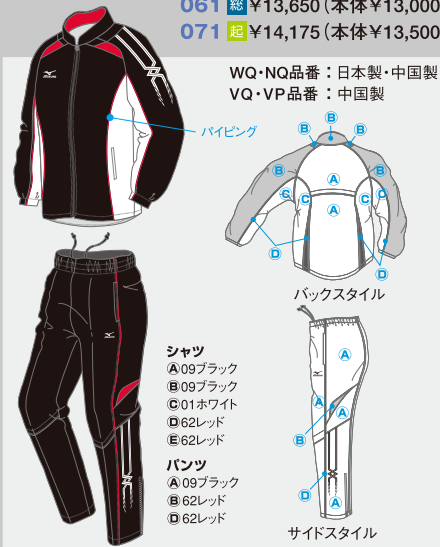 061 総 ¥13,650（本体¥13,000
071 起 ¥14,175（本体¥13,500
WQ・NQ品番：日本製・中国製
VQ・VP品番：中国製
MIZUNO
パイピング
B B B
B A B
C C C C
A
D D
バックスタイル
MIZUNO
シャツ
Ⓐ09ブラック
Ⓑ09ブラック
Ⓒ01ホワイト
Ⓓ62レッド
Ⓔ62レッド
パンツ
Ⓐ09ブラック
Ⓑ62レッド
Ⓓ62レッド
A
A A
B
D
A
サイドスタイル